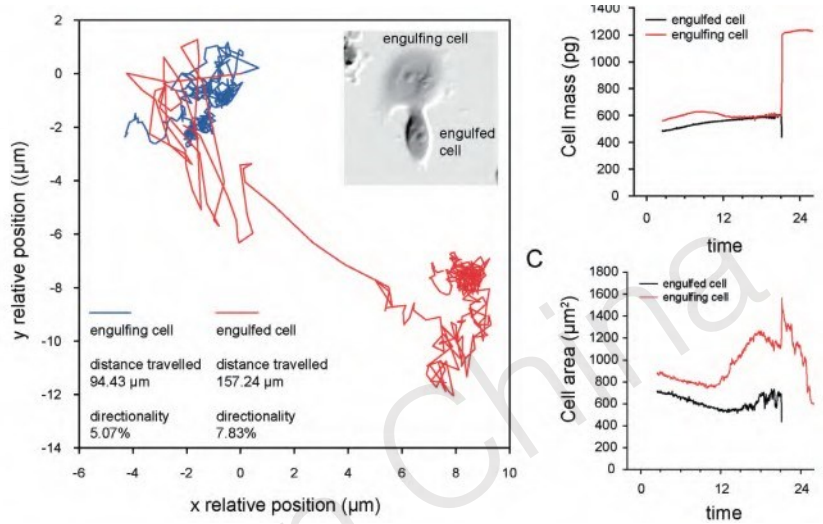 2
0
-2
-4
-6
-8
-10
-12
-14
y relative position ((μm)
-6
-4
-2
0
2
4
6
8
10
x relative position (μm)
engulfing cell
engulfed
cell
engulfing cell
engulfed cell
distance travelled
94.43 μm
distance travelled
157.24 μm
directionality
5.07%
directionality
7.83%
1400
1200
1000
800
600
400
200
0
Cell mass (pg)
engulfed cell
engulfing cell
0
12
24
time
C
1800
1600
1400
1200
1000
800
600
400
200
0
Cell area (μm²)
engulfed cell
engulfing cell
0
12
24
time
China